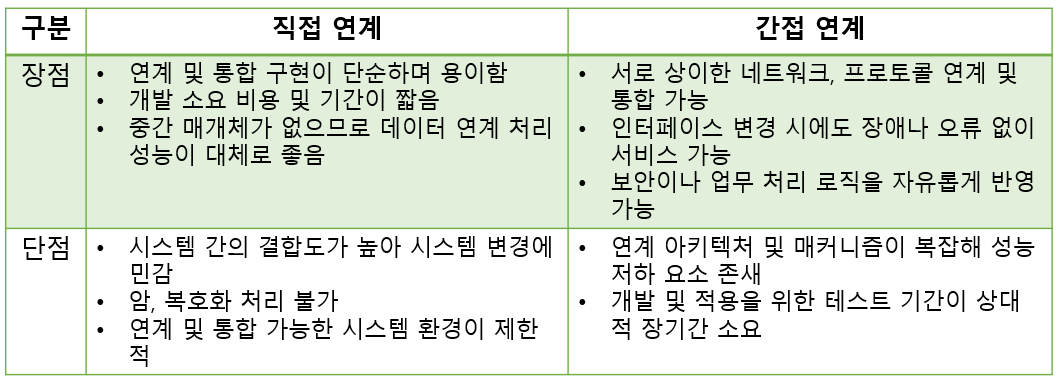 구분 직접 연계 간접 연계
장점
• 연계 및 통합 구현이 단순하며 용이함
• 개발 소요 비용 및 기간이 짧음
• 중간 매개체가 없으므로 데이터 연계 처리
성능이 대체로 좋음
• 서로 상이한 네트워크, 프로토콜 연계 및
통합 가능
• 인터페이스 변경 시에도 장애나 오류 없이
서비스 가능
• 보안이나 업무 처리 로직을 자유롭게 반영
가능
단점
• 시스템 간의 결합도가 높아 시스템 변경에
민감
• 암, 복호화 처리 불가
• 연계 및 통합 가능한 시스템 환경이 제한
적
• 연계 아키텍처 및 매커니즘이 복잡해 성능
저하 요소 존새
• 개발 및 적용을 위한 테스트 기간이 상대
적 장기간 소요